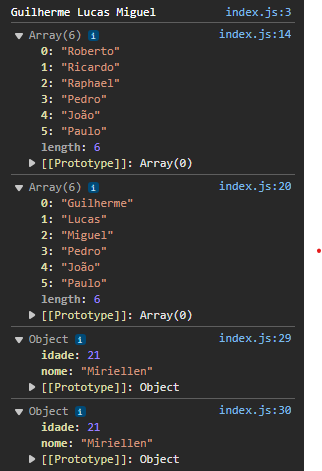 Guilherme Lucas Miguel index.js:3
▼ Array(6) i index.js:14
0: "Roberto"
1: "Ricardo"
2: "Raphael"
3: "Pedro"
4: "João"
5: "Paulo"
length: 6
▶ [[Prototype]]: Array(0)
▼ Array(6) i index.js:20
0: "Guilherme"
1: "Lucas"
2: "Miguel"
3: "Pedro"
4: "João"
5: "Paulo"
length: 6
▶ [[Prototype]]: Array(0)
▼ Object i index.js:29
idade: 21
nome: "Miriellen"
▶ [[Prototype]]: Object
▼ Object i index.js:30
idade: 21
nome: "Miriellen"
▶ [[Prototype]]: Object